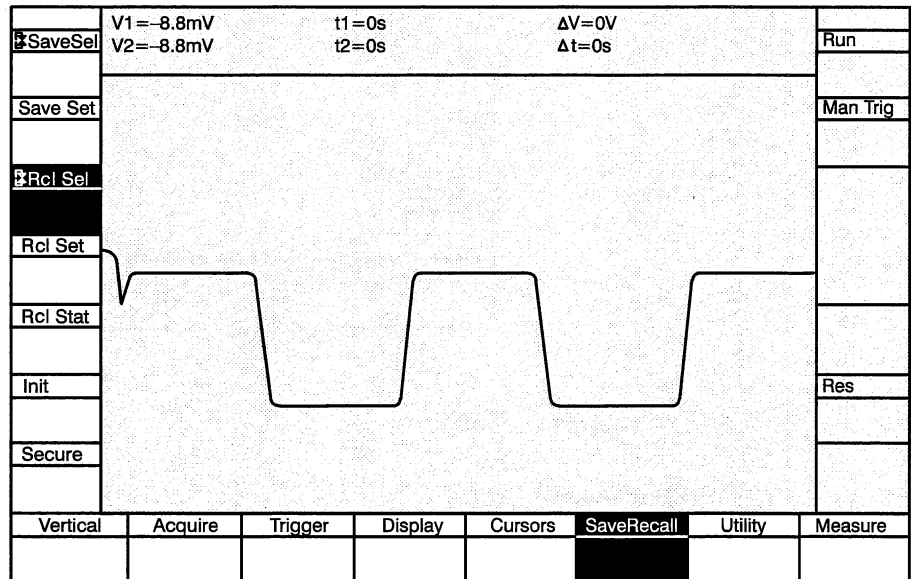 V1=–8.8mV t1=0s ΔV=0V
V2=–8.8mV t2=0s Δt=0s
SaveSel
Run
Save Set
Man Trig
Rcl Sel
Rcl Set
Rcl Stat
Init
Res
Secure
Vertical Acquire Trigger Display Cursors SaveRecall Utility Measure